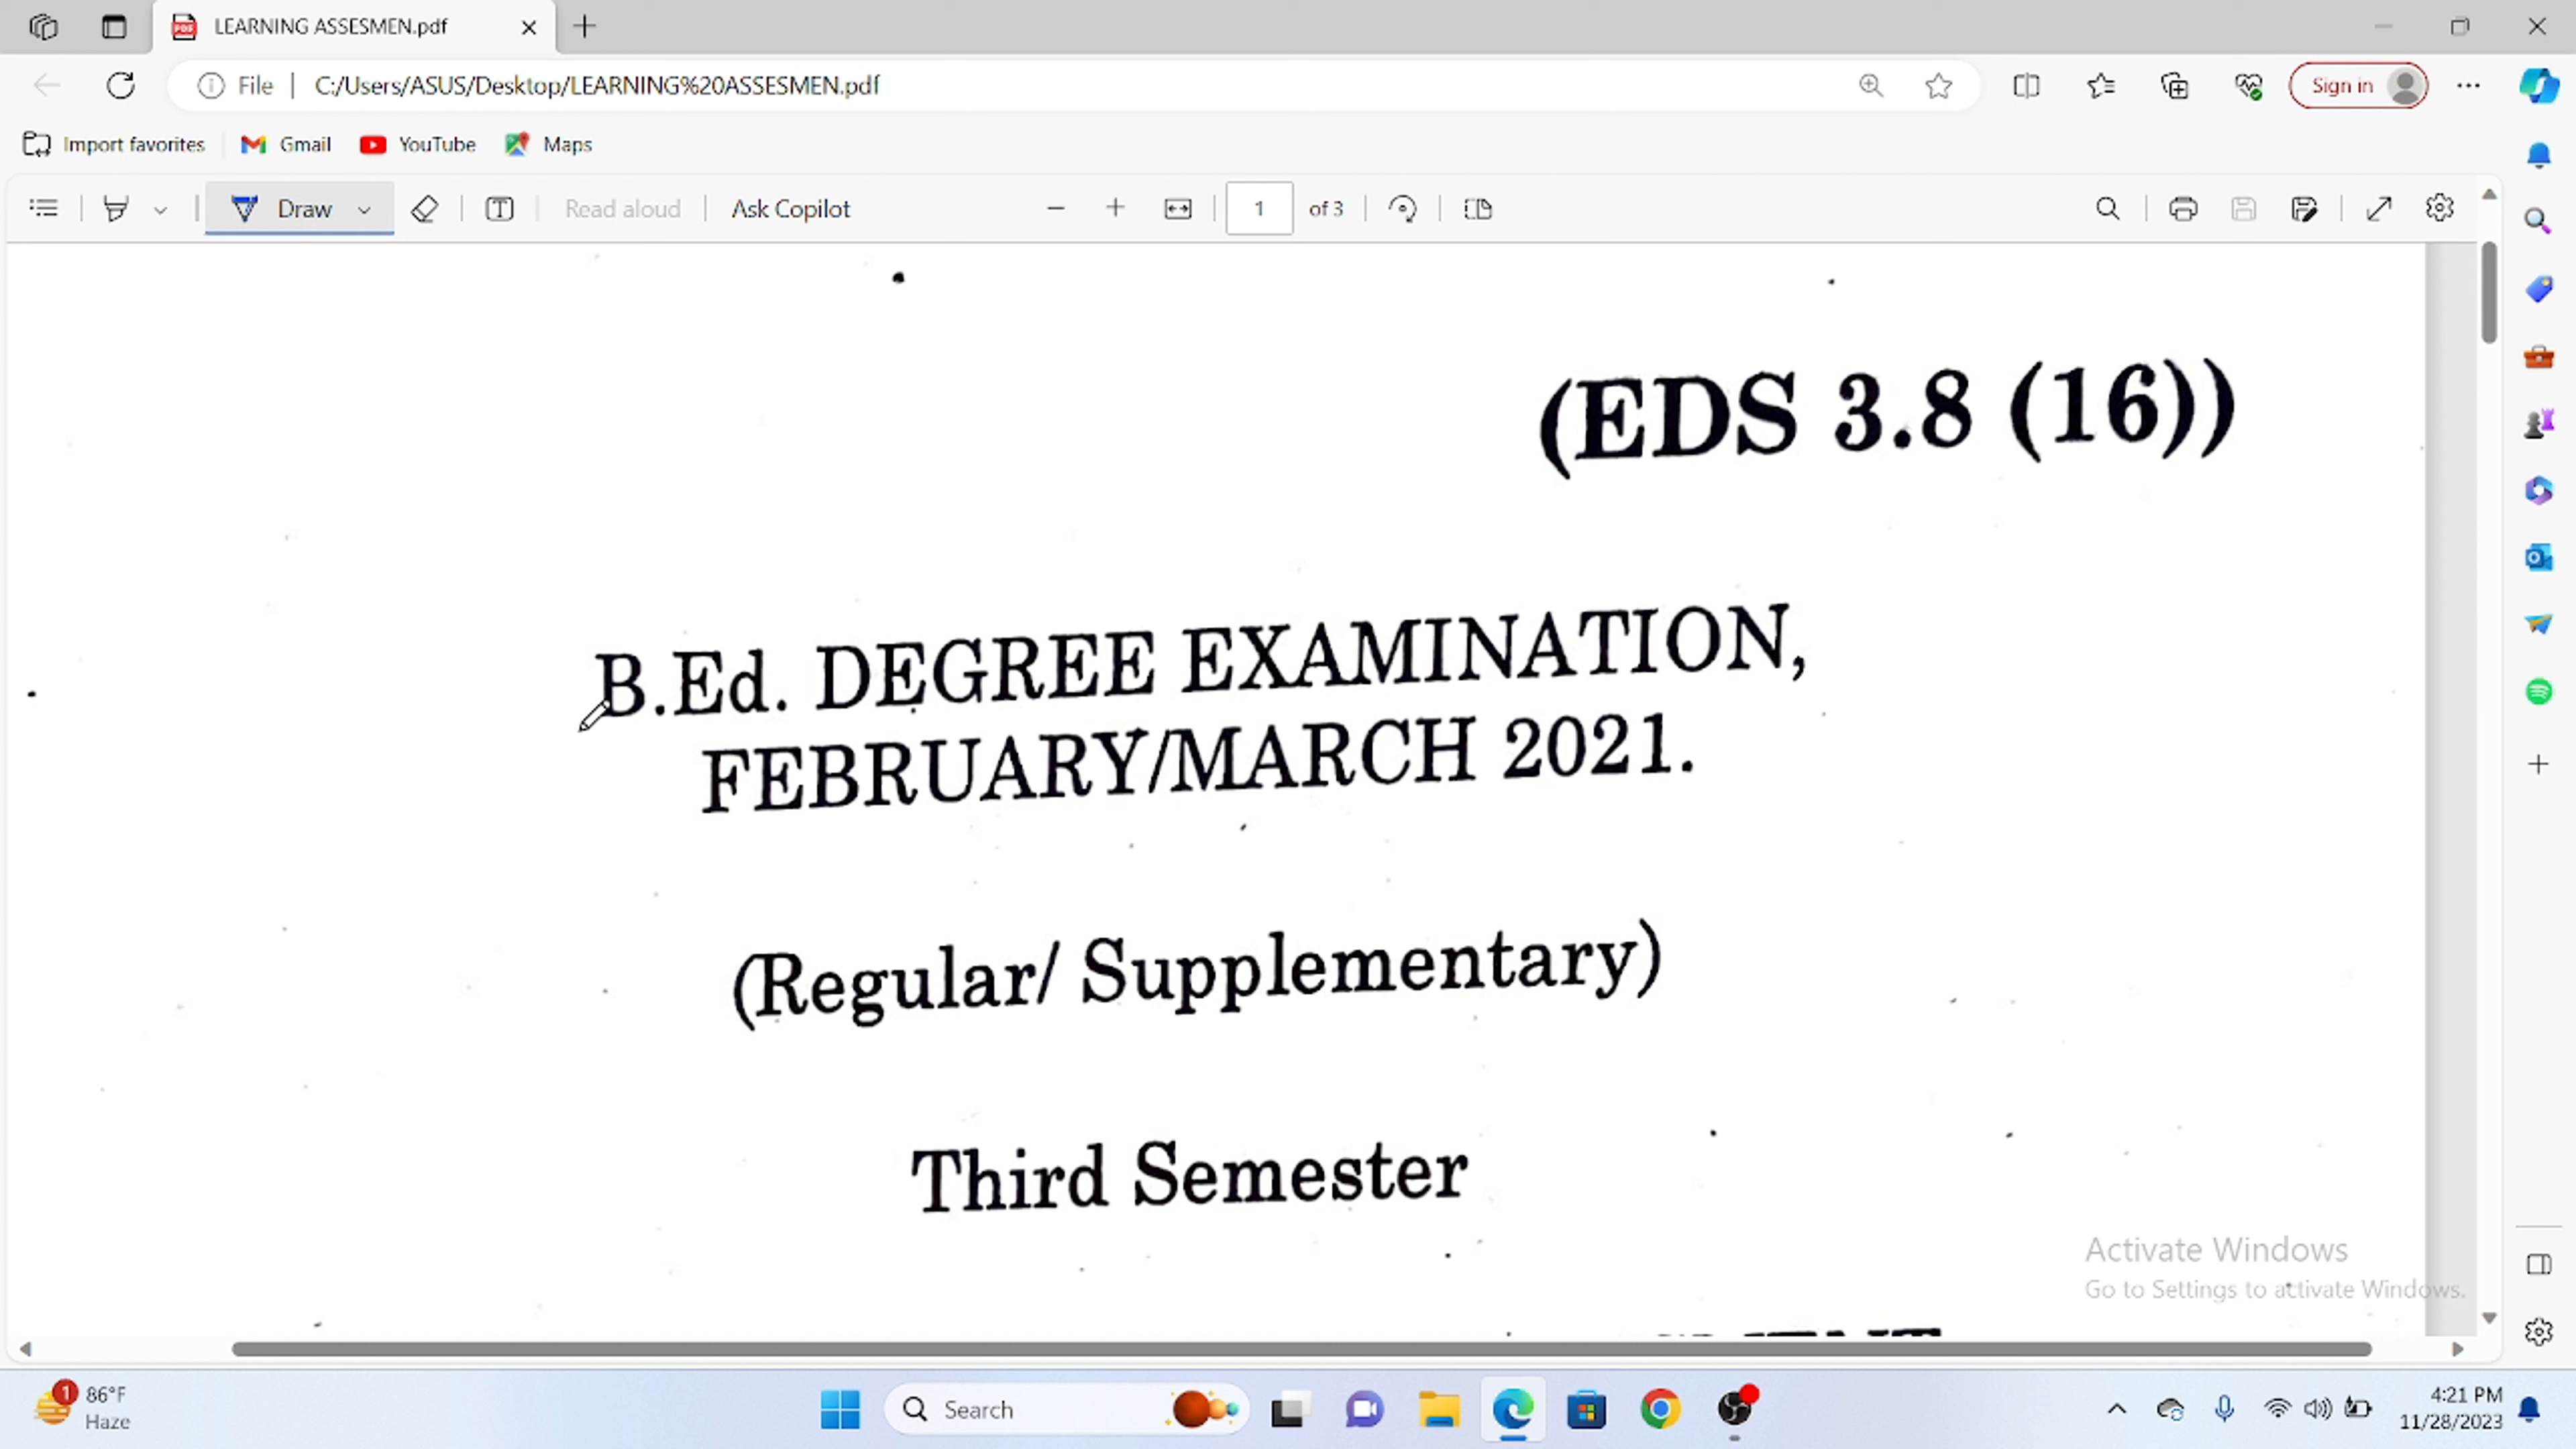 LEARNING ASSESMEN.pdf
File
C:/Users/ASUS/Desktop/LEARNING%20ASSESMEN.pdf
Sign in
Import favorites
Gmail
YouTube
Maps
Draw
Read aloud
Ask Copilot
1 of 3
(EDS 3.8 (16))
B.Ed. DEGREE EXAMINATION,
FEBRUARY/MARCH 2021.
(Regular/ Supplementary)
Third Semester
Activate Windows
Go to Settings to activate Windows.
1
86°F
Haze
Search
4:21 PM
11/28/2023